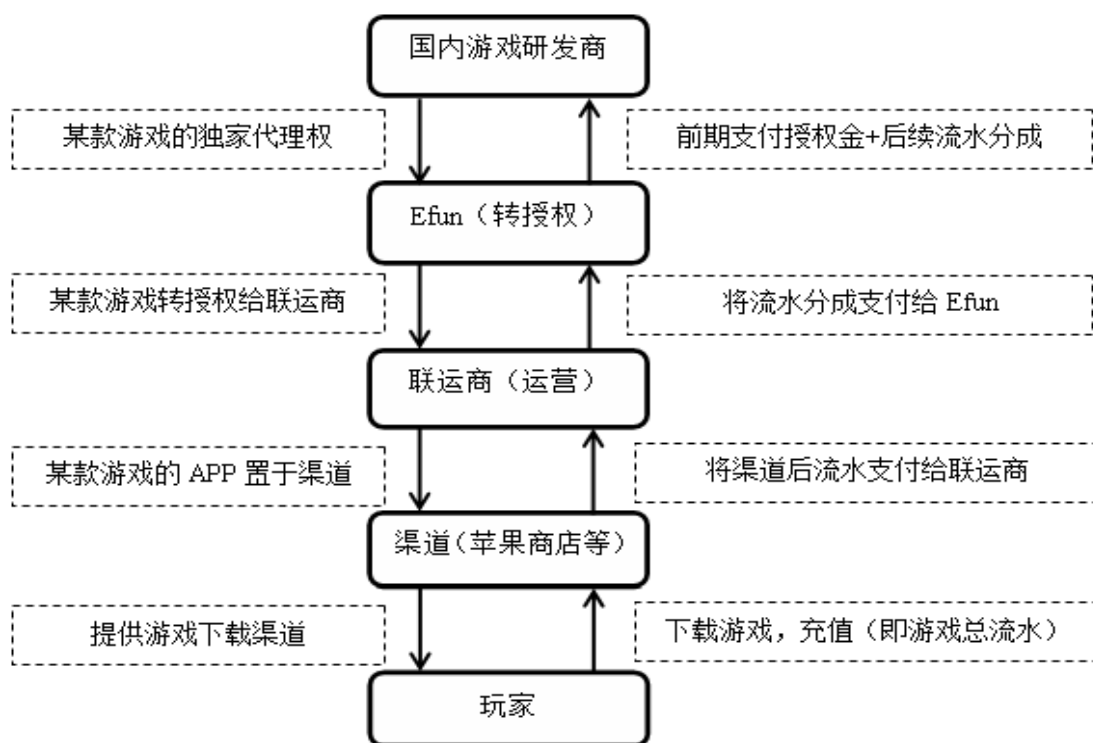 国内游戏研发商
某款游戏的独家代理权
前期支付授权金+后续流水分成
Efun（转授权）
某款游戏转授权给联运商
将流水分成支付给 Efun
联运商（运营）
某款游戏的 APP 置于渠道
将渠道后流水支付给联运商
渠道（苹果商店等）
提供游戏下载渠道
下载游戏，充值（即游戏总流水）
玩家